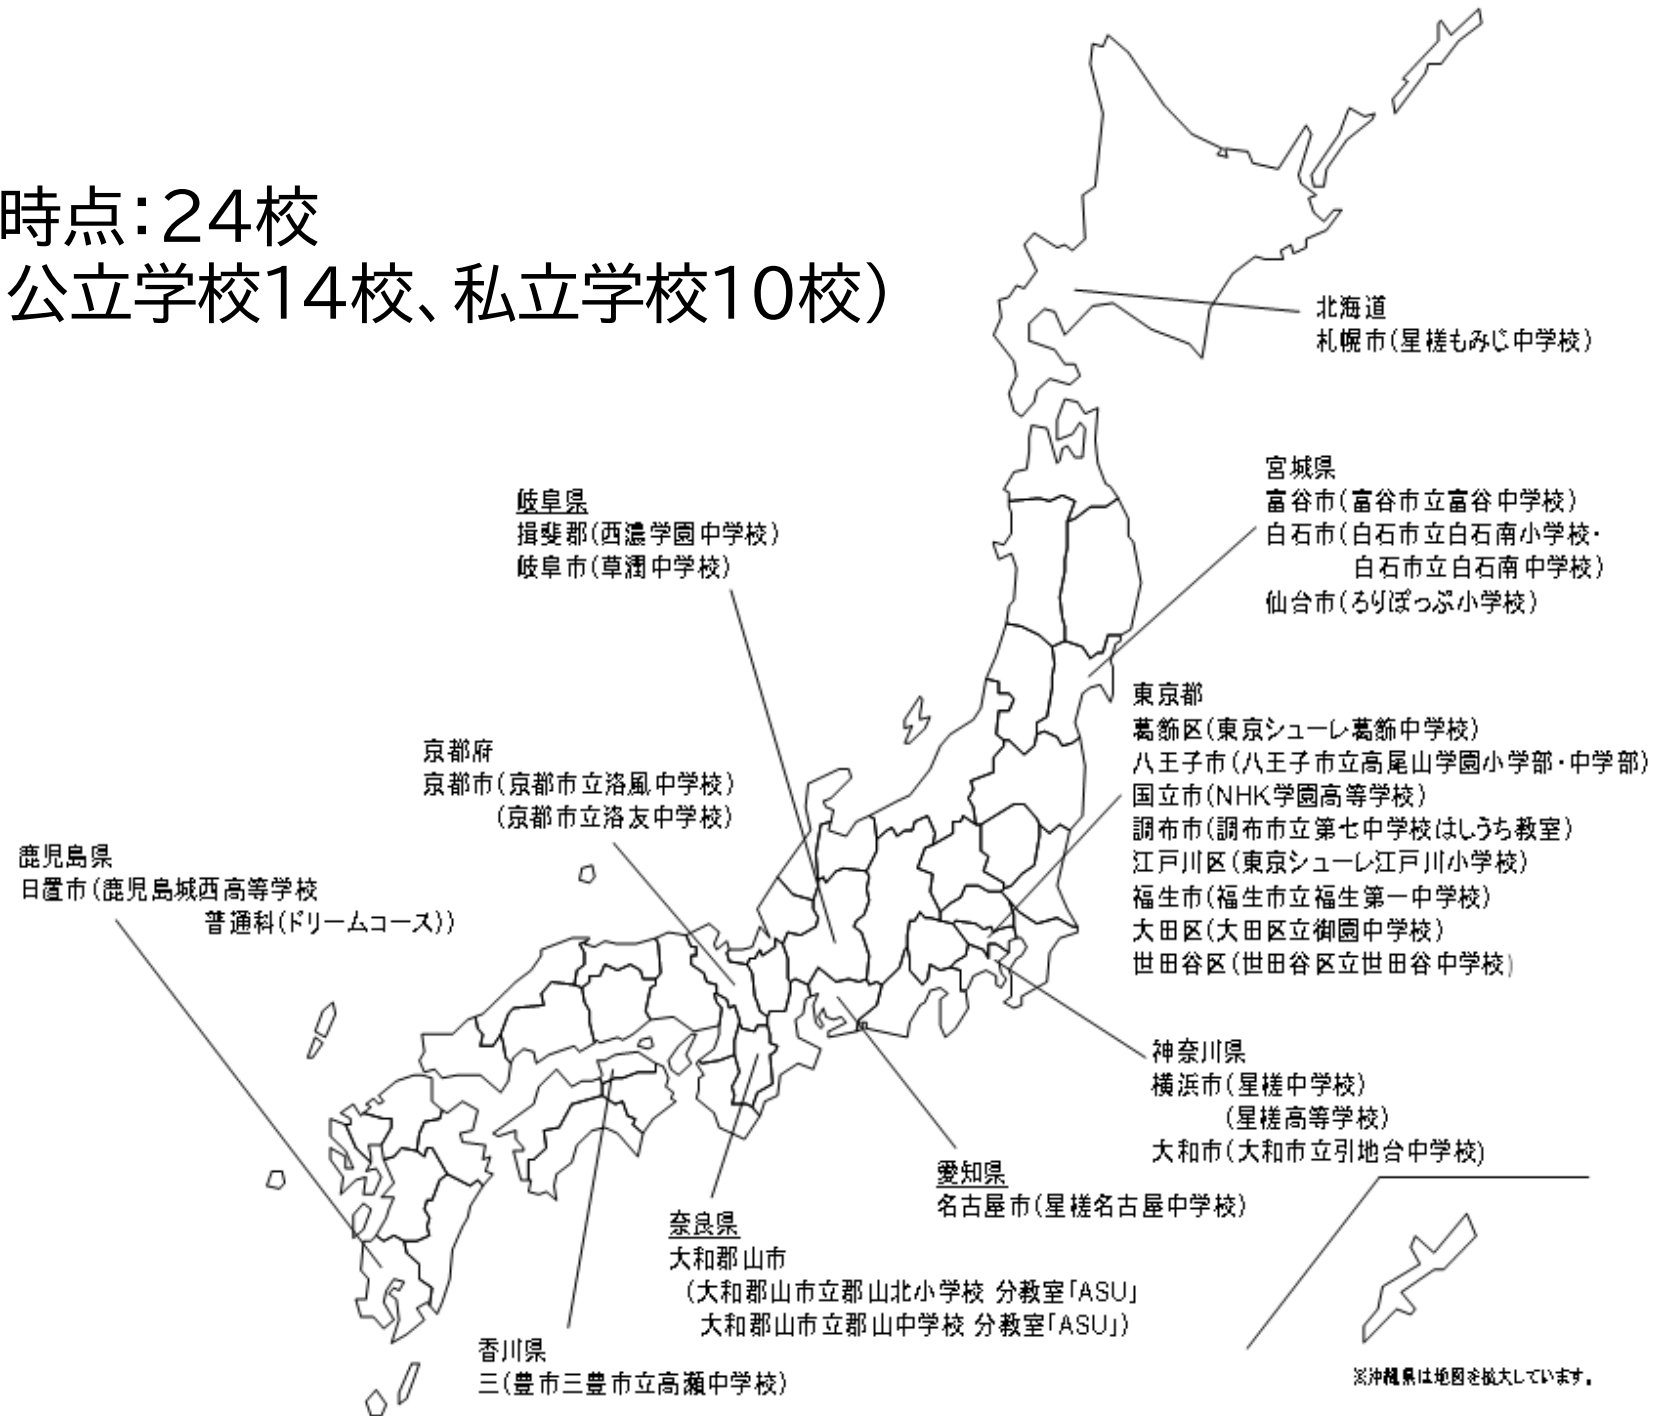 時点：24校
公立学校14校、私立学校10校）
北海道
札幌市（星槎もみじ中学校）
宮城県
富谷市（富谷市立富谷中学校）
白石市（白石市立白石南小学校・
白石市立白石南中学校）
仙台市（ろりぽっぷ小学校）
岐阜県
揖斐郡（西濃学園中学校）
岐阜市（草潤中学校）
東京都
葛飾区（東京シューレ葛飾中学校）
八王子市（八王子市立高尾山学園小学部・中学部）
国立市（NHK学園高等学校）
調布市（調布市立第七中学校はしうち教室）
江戸川区（東京シューレ江戸川小学校）
福生市（福生市立福生第一中学校）
大田区（大田区立御園中学校）
世田谷区（世田谷区立世田谷中学校）
京都府
京都市（京都市立洛風中学校）
（京都市立洛友中学校）
鹿児島県
日置市（鹿児島城西高等学校
普通科（ドリームコース））
神奈川県
横浜市（星槎中学校）
（星槎高等学校）
大和市（大和市立引地台中学校）
愛知県
名古屋市（星槎名古屋中学校）
奈良県
大和郡山市
（大和郡山市立郡山北小学校 分教室「ASU」
大和郡山市立郡山中学校 分教室「ASU」）
香川県
三（豊市三豊市立高瀬中学校）
※沖縄県は地図を拡大しています。